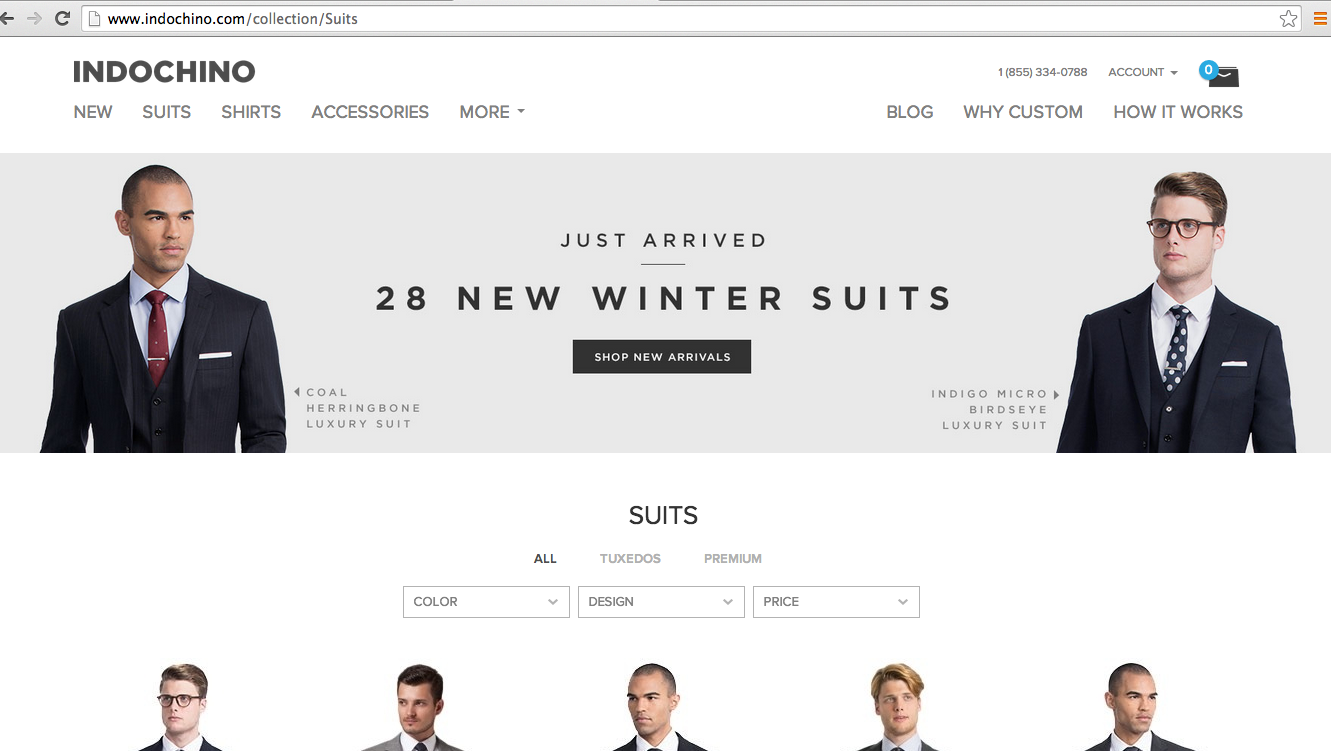 www.indochino.com/collection/Suits
INDOCHINO
1 (855) 334-0788 ACCOUNT 0
NEW SUITS SHIRTS ACCESSORIES MORE BLOG WHY CUSTOM HOW IT WORKS
JUST ARRIVED
28 NEW WINTER SUITS
SHOP NEW ARRIVALS
COAL
HERRINGBONE
LUXURY SUIT
INDIGO MICRO
BIRDSEYE
LUXURY SUIT
SUITS
ALL TUXEDOS PREMIUM
COLOR DESIGN PRICE